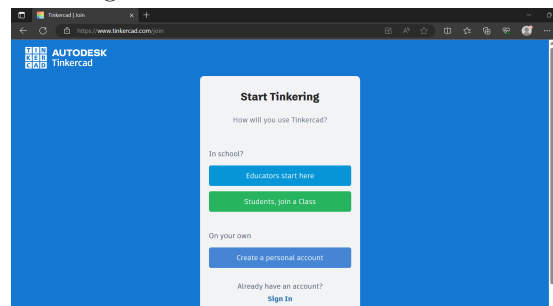 Tinkercad | Join
https://www.tinkercad.com/join
TIN
KER
CAD
AUTODESK
Tinkercad
Start Tinkering
How will you use Tinkercad?
In school?
Educators start here
Students, join a Class
On your own
Create a personal account
Already have an account?
Sign In